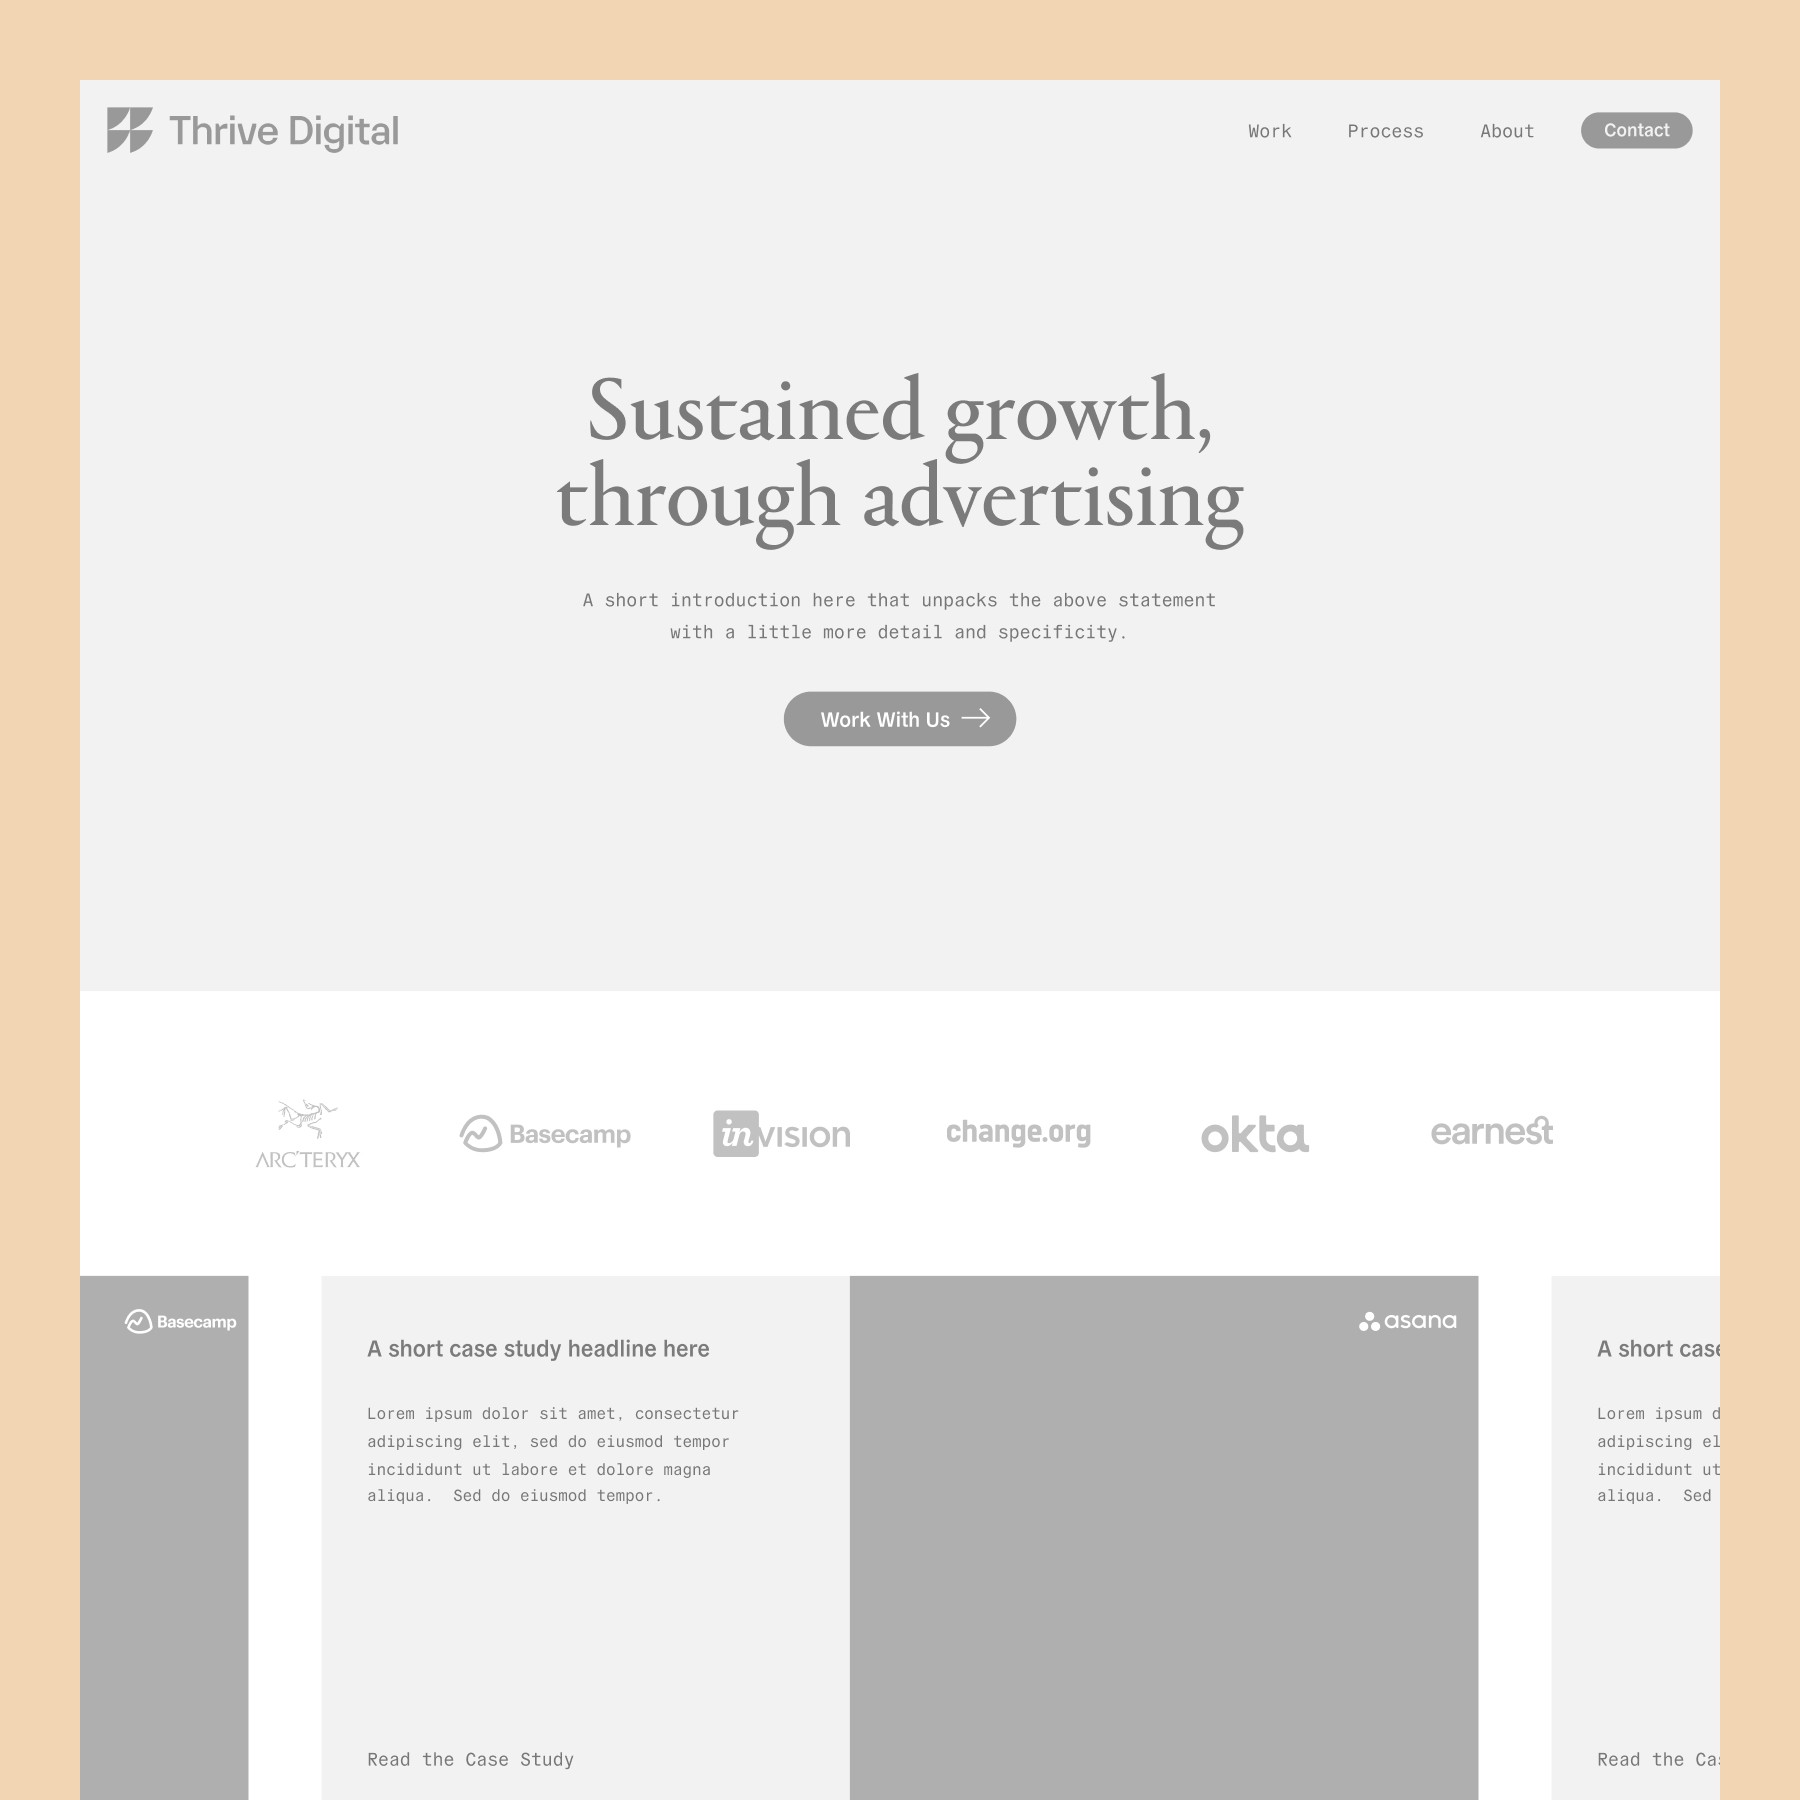 Thrive Digital
Work Process About Contact
Sustained growth,
through advertising
A short introduction here that unpacks the above statement
with a little more detail and specificity.
Work With Us
ARC'TERYX
Basecamp
inVISION
change.org
okta
earnest
Basecamp
A short case study headline here
Lorem ipsum dolor sit amet, consectetur
adipiscing elit, sed do eiusmod tempor
incididunt ut labore et dolore magna
aliqua.  Sed do eiusmod tempor.
Read the Case Study
asana
A short case
Lorem ipsum d
adipiscing el
incididunt ut
aliqua.  Sed
Read the Cas